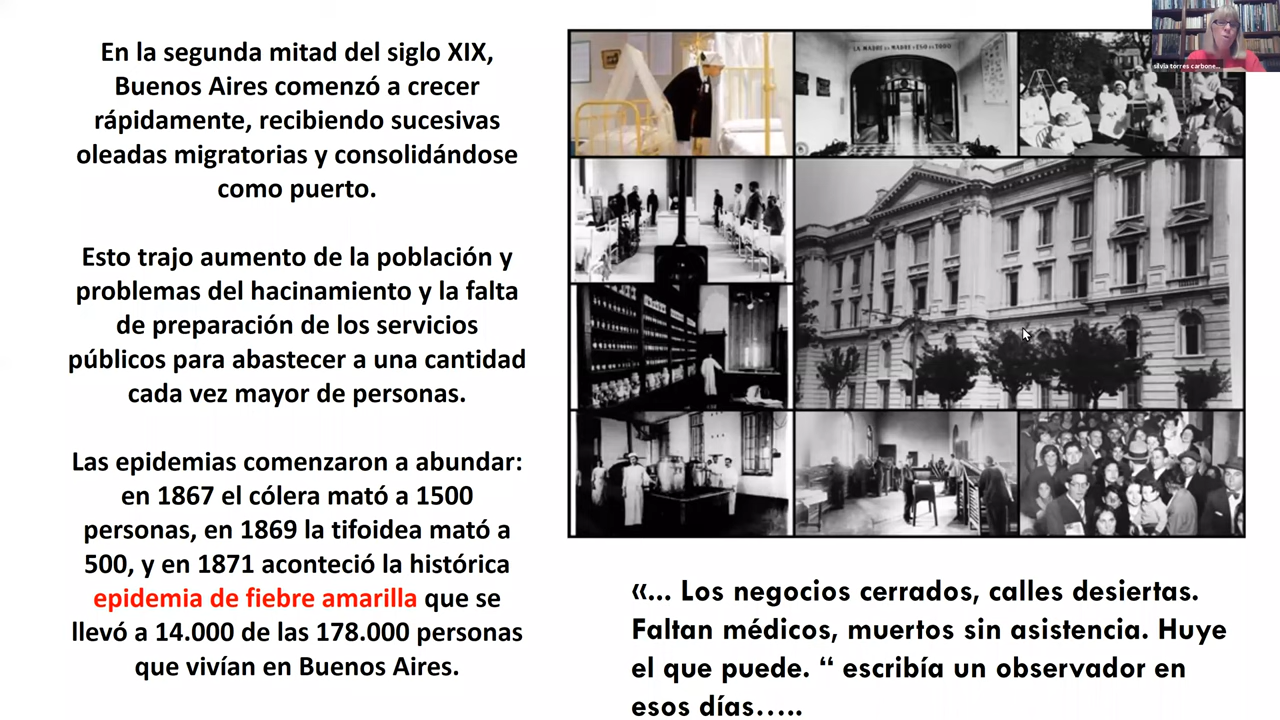 En la segunda mitad del siglo XIX,
Buenos Aires comenzó a crecer
rápidamente, recibiendo sucesivas
oleadas migratorias y consolidándose
como puerto.
Esto trajo aumento de la población y
problemas del hacinamiento y la falta
de preparación de los servicios
públicos para abastecer a una cantidad
cada vez mayor de personas.
Las epidemias comenzaron a abundar:
en 1867 el cólera mató a 1500
personas, en 1869 la tifoidea mató a
500, y en 1871 aconteció la histórica
epidemia de fiebre amarilla que se
llevó a 14.000 de las 178.000 personas
que vivían en Buenos Aires.
silvia torres carbone...
«... Los negocios cerrados, calles desiertas.
Faltan médicos, muertos sin asistencia. Huye
el que puede. “ escribía un observador en
esos días…..